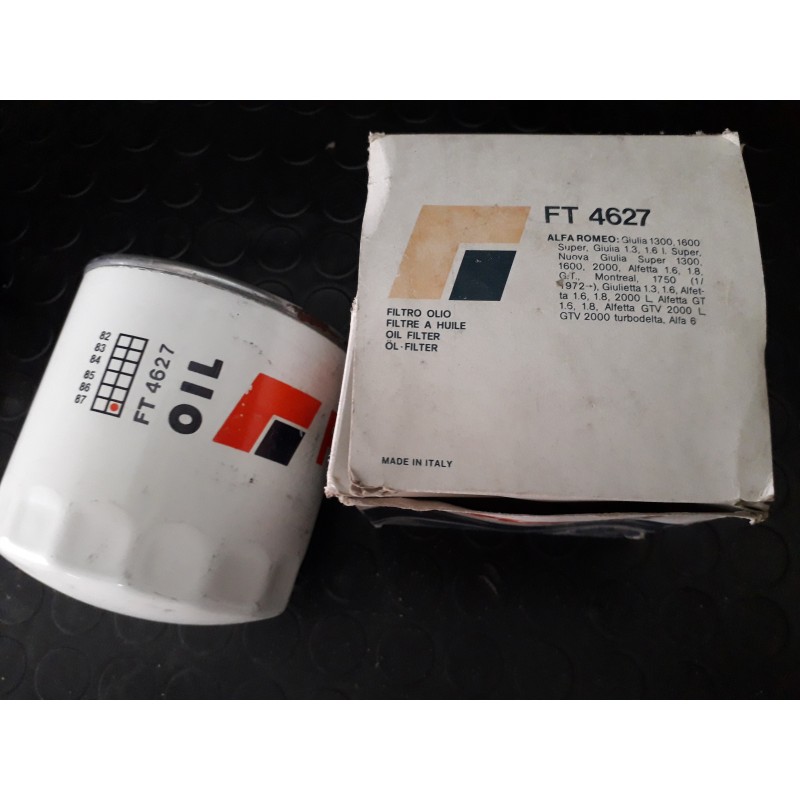 82
83
84
85
86
87
FT 4627
OIL
FT 4627
ALFA ROMEO: Giulia 1300, 1600
Super, Giulia 1.3, 1.6 l. Super,
Nuova Giulia Super 1300,
1600, 2000, Alfetta 1.6, 1.8,
G.T., Montreal, 1750 (1/
1972→), Giulietta 1.3, 1.6, Alfet-
ta 1.6, 1.8, 2000 L, Alfetta GT
1.6, 1.8, Alfetta GTV 2000 L,
GTV 2000 turbodelta, Alfa 6
FILTRO OLIO
FILTRE A HUILE
OIL FILTER
ÖL-FILTER
MADE IN ITALY